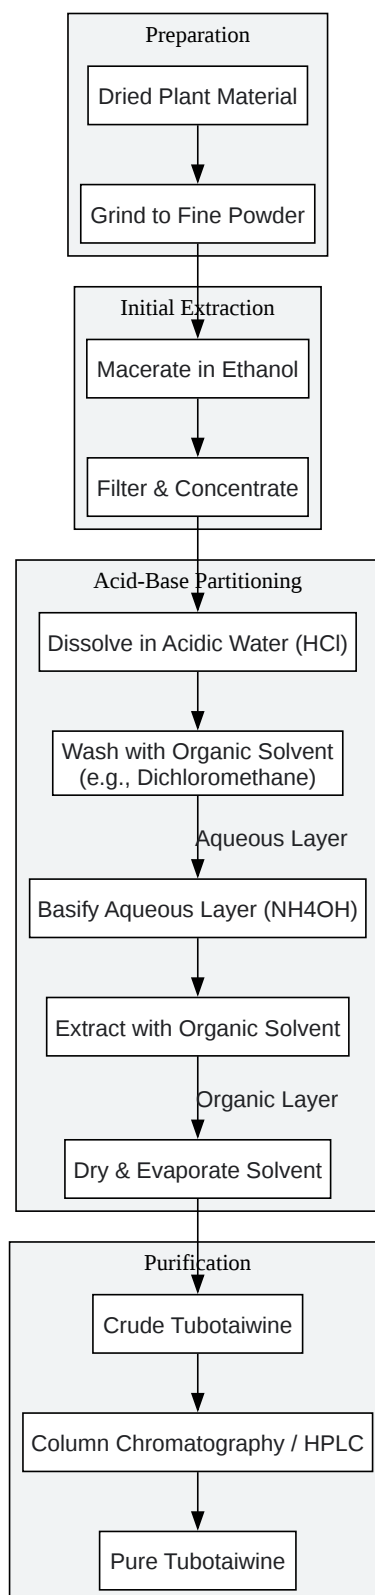 Preparation
Dried Plant Material
Grind to Fine Powder
Initial Extraction
Macerate in Ethanol
Filter & Concentrate
Acid-Base Partitioning
Dissolve in Acidic Water (HCl)
Wash with Organic Solvent
(e.g., Dichloromethane)
Aqueous Layer
Basify Aqueous Layer (NH4OH)
Extract with Organic Solvent
Organic Layer
Dry & Evaporate Solvent
Purification
Crude Tubotaiwine
Column Chromatography / HPLC
Pure Tubotaiwine